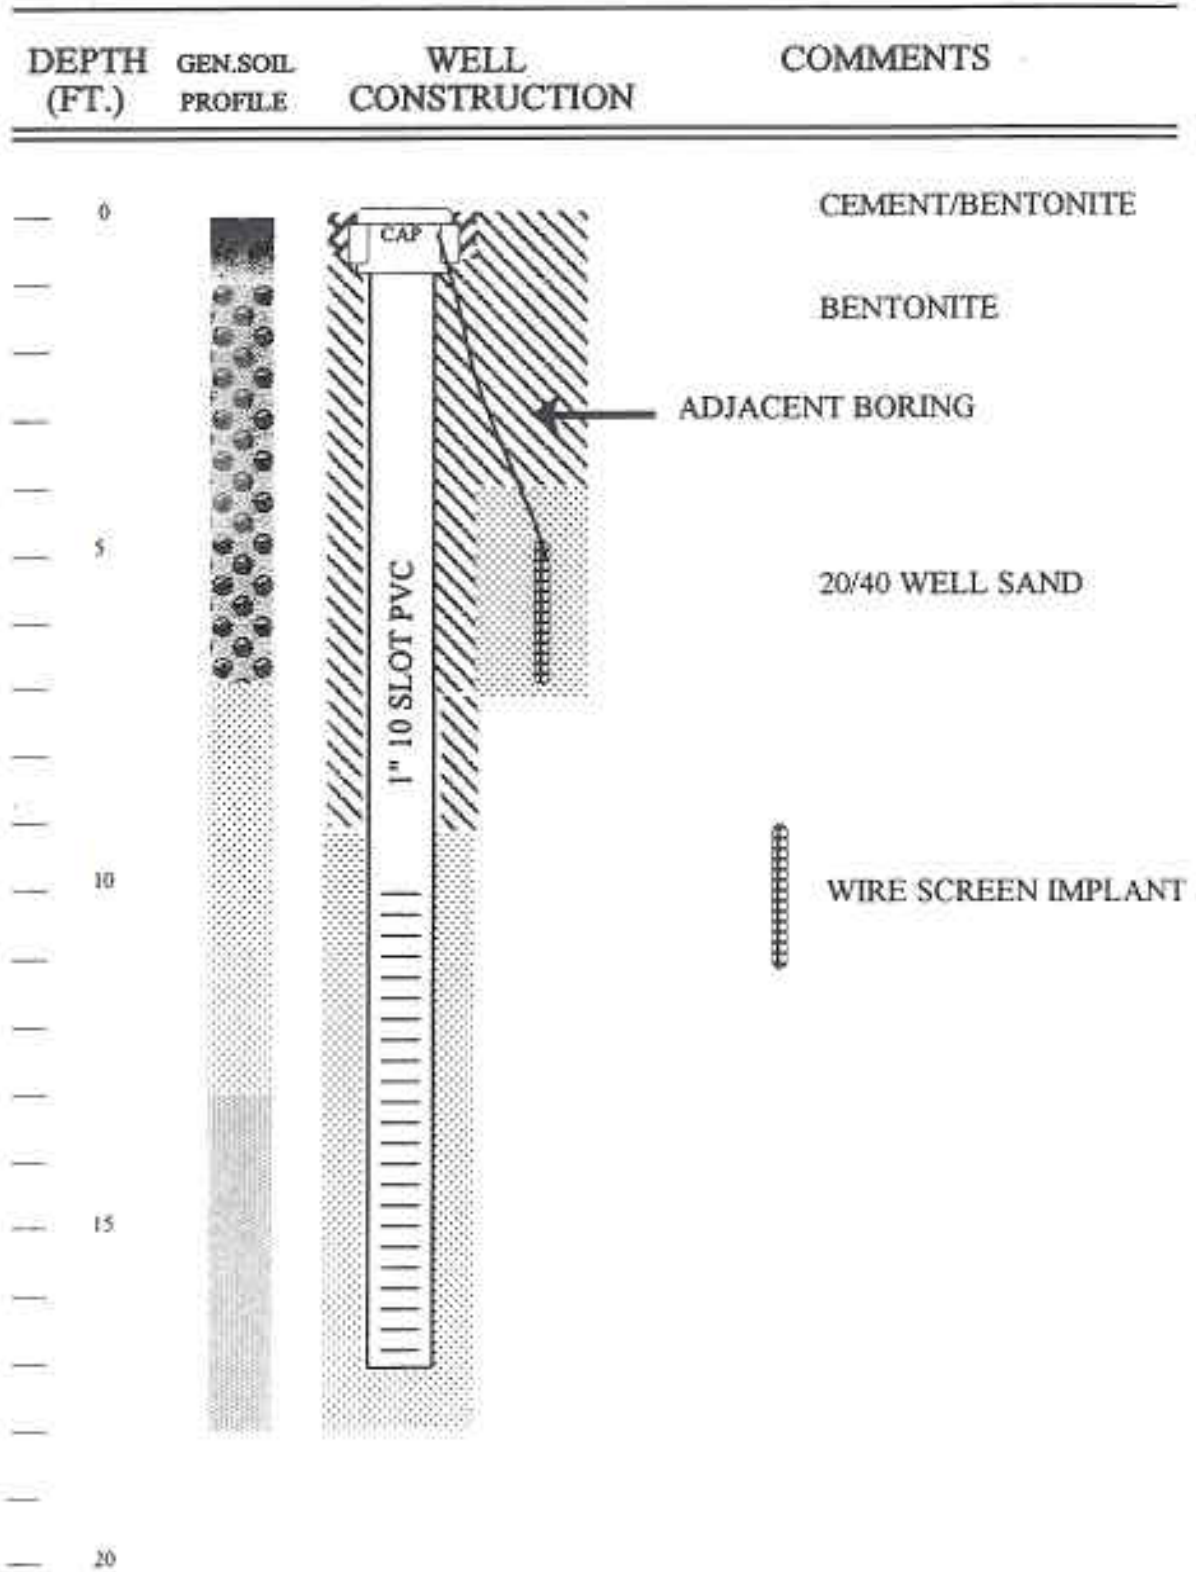 DEPTH
(FT.)
GEN.SOIL
PROFILE
WELL
CONSTRUCTION
COMMENTS
0
CAP
CEMENT/BENTONITE
BENTONITE
ADJACENT BORING
5
20/40 WELL SAND
1" 10 SLOT PVC
10
WIRE SCREEN IMPLANT
15
20